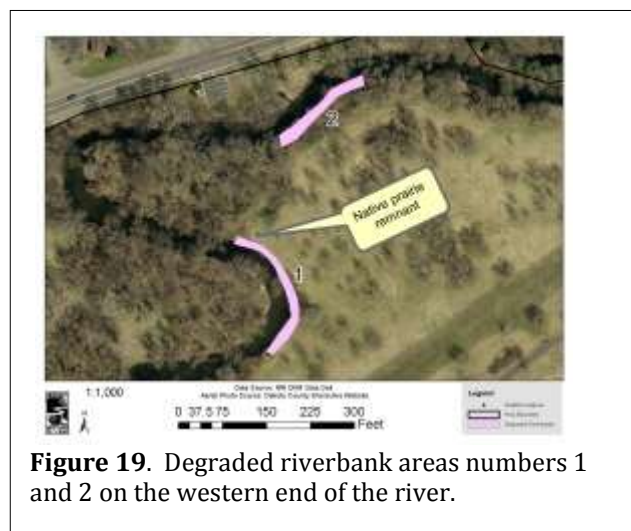 2
Native prairie
remnant
1
1:1,000
0 37.5 75 150 225 300
Feet
Legend
Figure 19. Degraded riverbank areas numbers 1
and 2 on the western end of the river.